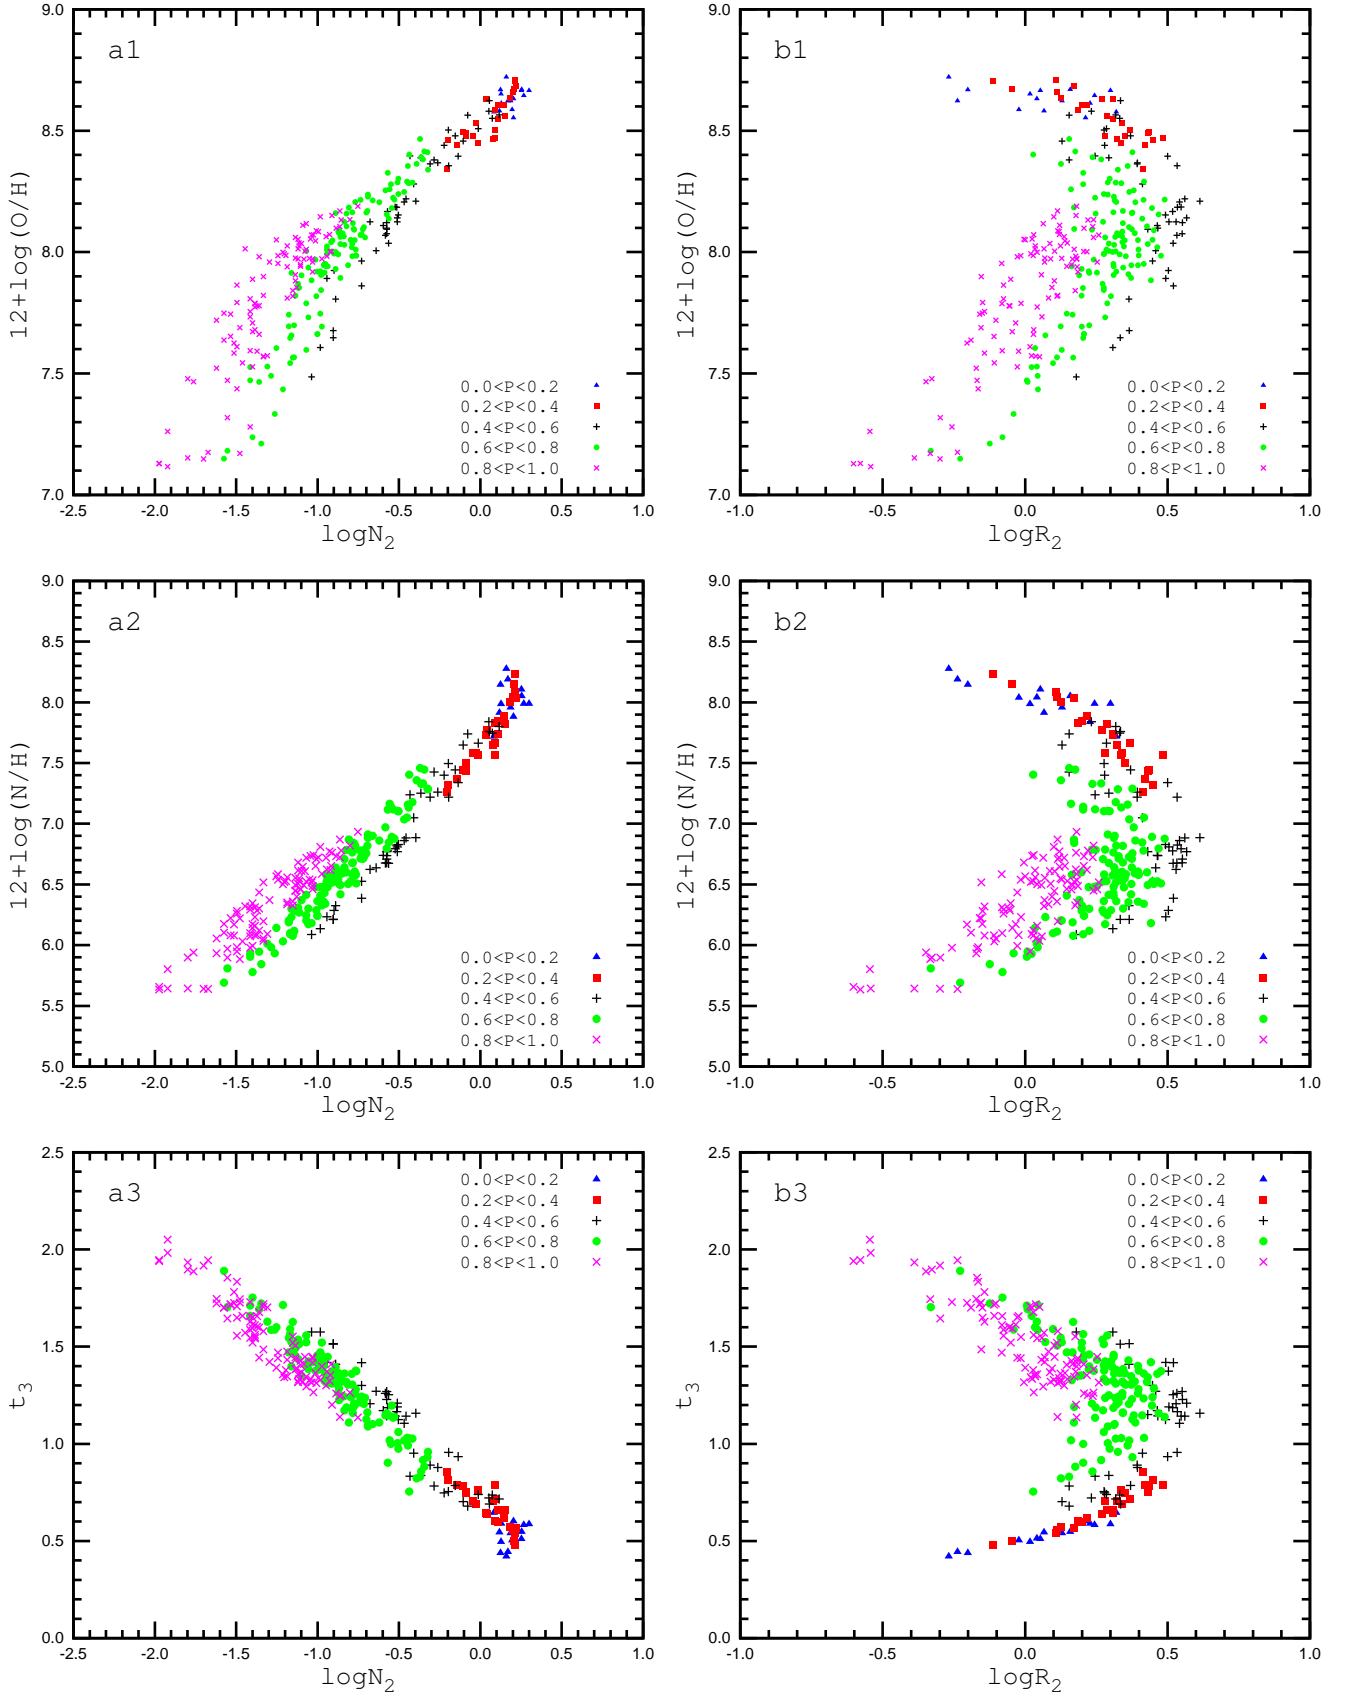 a1
12+log(O/H)
9.0
8.5
8.0
7.5
7.0
0.0<P<0.2
0.2<P<0.4
0.4<P<0.6
0.6<P<0.8
0.8<P<1.0
-2.5 -2.0 -1.5 -1.0 -0.5 0.0 0.5 1.0
logN2
b1
12+log(O/H)
9.0
8.5
8.0
7.5
7.0
0.0<P<0.2
0.2<P<0.4
0.4<P<0.6
0.6<P<0.8
0.8<P<1.0
-1.0 -0.5 0.0 0.5 1.0
logR2
a2
12+log(N/H)
9.0
8.5
8.0
7.5
7.0
6.5
6.0
5.5
5.0
0.0<P<0.2
0.2<P<0.4
0.4<P<0.6
0.6<P<0.8
0.8<P<1.0
-2.5 -2.0 -1.5 -1.0 -0.5 0.0 0.5 1.0
logN2
b2
12+log(N/H)
9.0
8.5
8.0
7.5
7.0
6.5
6.0
5.5
5.0
0.0<P<0.2
0.2<P<0.4
0.4<P<0.6
0.6<P<0.8
0.8<P<1.0
-1.0 -0.5 0.0 0.5 1.0
logR2
a3
t3
2.5
2.0
1.5
1.0
0.5
0.0
0.0<P<0.2
0.2<P<0.4
0.4<P<0.6
0.6<P<0.8
0.8<P<1.0
-2.5 -2.0 -1.5 -1.0 -0.5 0.0 0.5 1.0
logN2
b3
t3
2.5
2.0
1.5
1.0
0.5
0.0
0.0<P<0.2
0.2<P<0.4
0.4<P<0.6
0.6<P<0.8
0.8<P<1.0
-1.0 -0.5 0.0 0.5 1.0
logR2